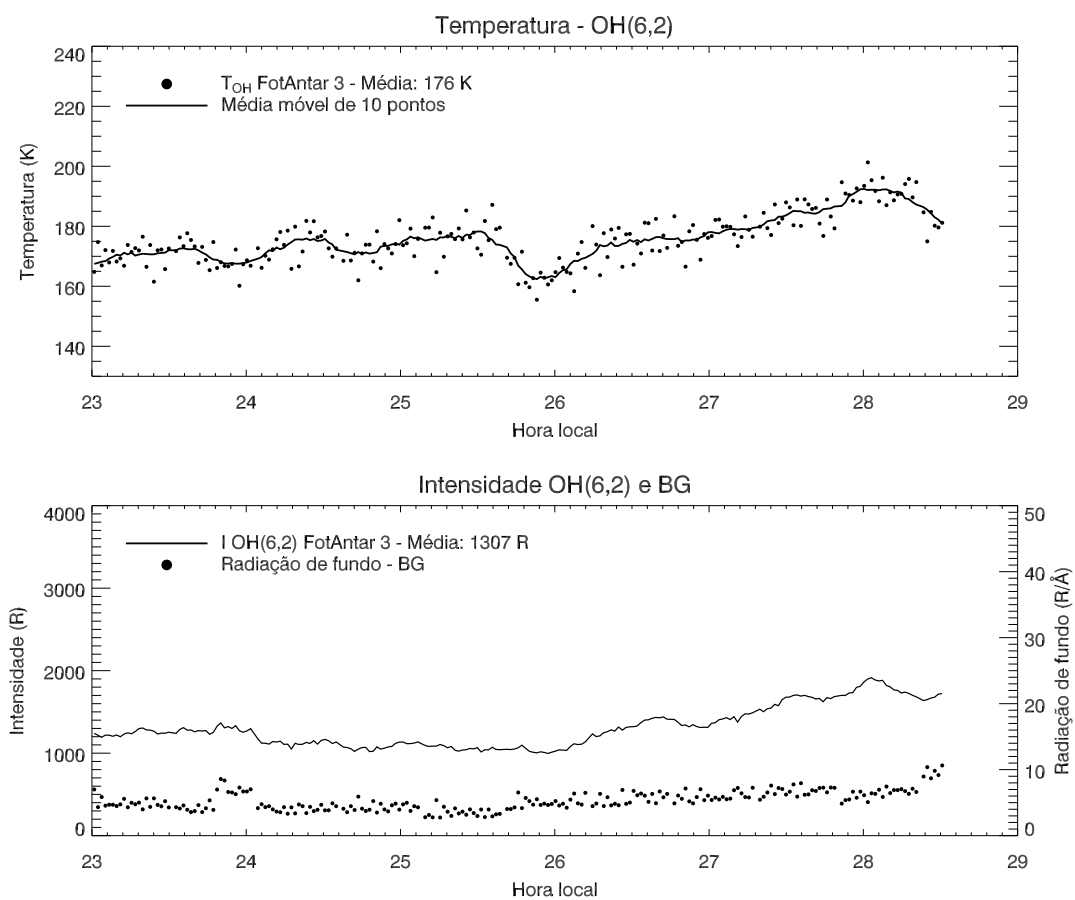 Temperatura - OH(6,2)
240
220
200
180
160
140
Temperatura (K)
T_OH FotAntar 3 - Média: 176 K
Média móvel de 10 pontos
23 24 25 26 27 28 29
Hora local
Intensidade OH(6,2) e BG
4000
3000
2000
1000
0
Intensidade (R)
I OH(6,2) FotAntar 3 - Média: 1307 R
Radiação de fundo - BG
50
40
30
20
10
0
Radiação de fundo (R/Å)
23 24 25 26 27 28 29
Hora local